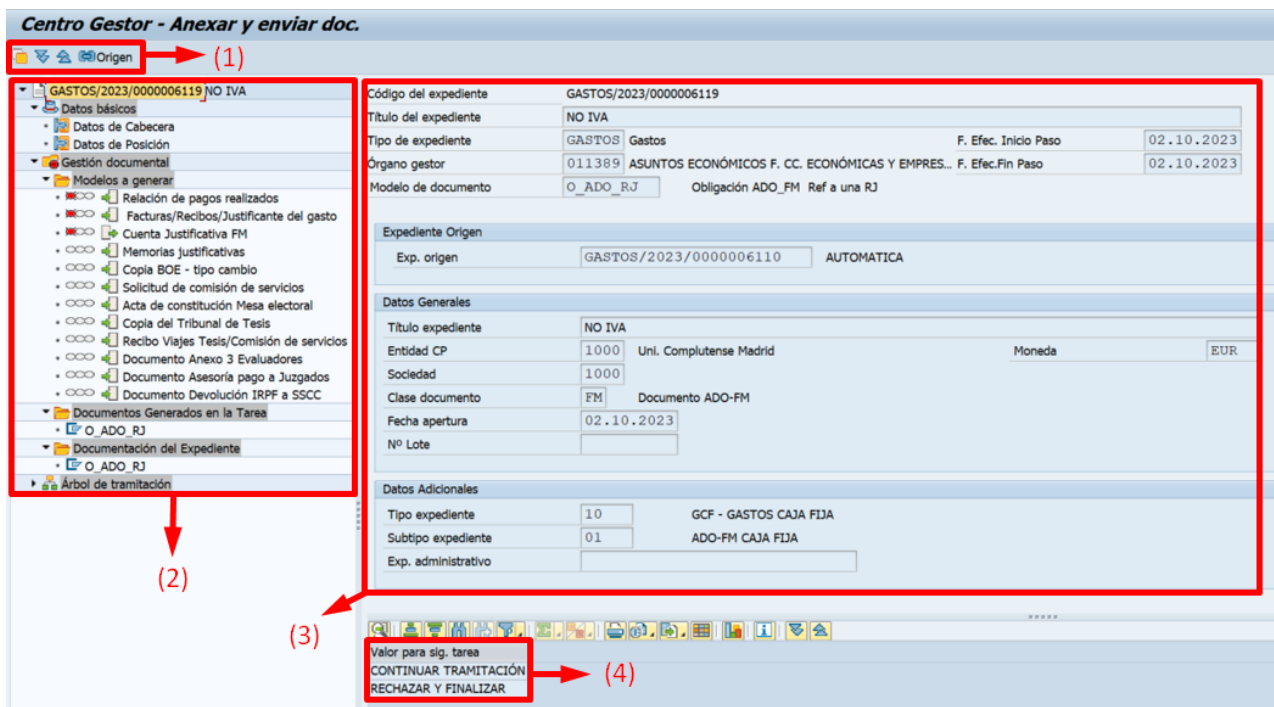 Centro Gestor - Anexar y enviar doc.
Origen
(1)
GASTOS/2023/0000006119 NO IVA
Datos básicos
Datos de Cabecera
Datos de Posición
Gestión documental
Modelos a generar
Relación de pagos realizados
Facturas/Recibos/Justificante del gasto
Cuenta Justificativa FM
Memorias justificativas
Copia BOE - tipo cambio
Solicitud de comisión de servicios
Acta de constitución Mesa electoral
Copia del Tribunal de Tesis
Recibo Viajes Tesis/Comisión de servicios
Documento Anexo 3 Evaluadores
Documento Asesoría pago a Juzgados
Documento Devolución IRPF a SSCC
Documentos Generados en la Tarea
O_ADO_RJ
Documentación del Expediente
O_ADO_RJ
Árbol de tramitación
(2)
Código del expediente GASTOS/2023/0000006119
Título del expediente NO IVA
Tipo de expediente GASTOS Gastos F. Efec. Inicio Paso 02.10.2023
Órgano gestor 011389 ASUNTOS ECONÓMICOS F. CC. ECONÓMICAS Y EMPRES... F. Efec.Fin Paso 02.10.2023
Modelo de documento O_ADO_RJ Obligación ADO_FM Ref a una RJ
Expediente Origen
Exp. origen GASTOS/2023/0000006110 AUTOMATICA
Datos Generales
Título expediente NO IVA
Entidad CP 1000 Uni. Complutense Madrid Moneda EUR
Sociedad 1000
Clase documento FM Documento ADO-FM
Fecha apertura 02.10.2023
Nº Lote
Datos Adicionales
Tipo expediente 10 GCF - GASTOS CAJA FIJA
Subtipo expediente 01 ADO-FM CAJA FIJA
Exp. administrativo
(3)
Valor para sig. tarea
CONTINUAR TRAMITACIÓN
RECHAZAR Y FINALIZAR
(4)